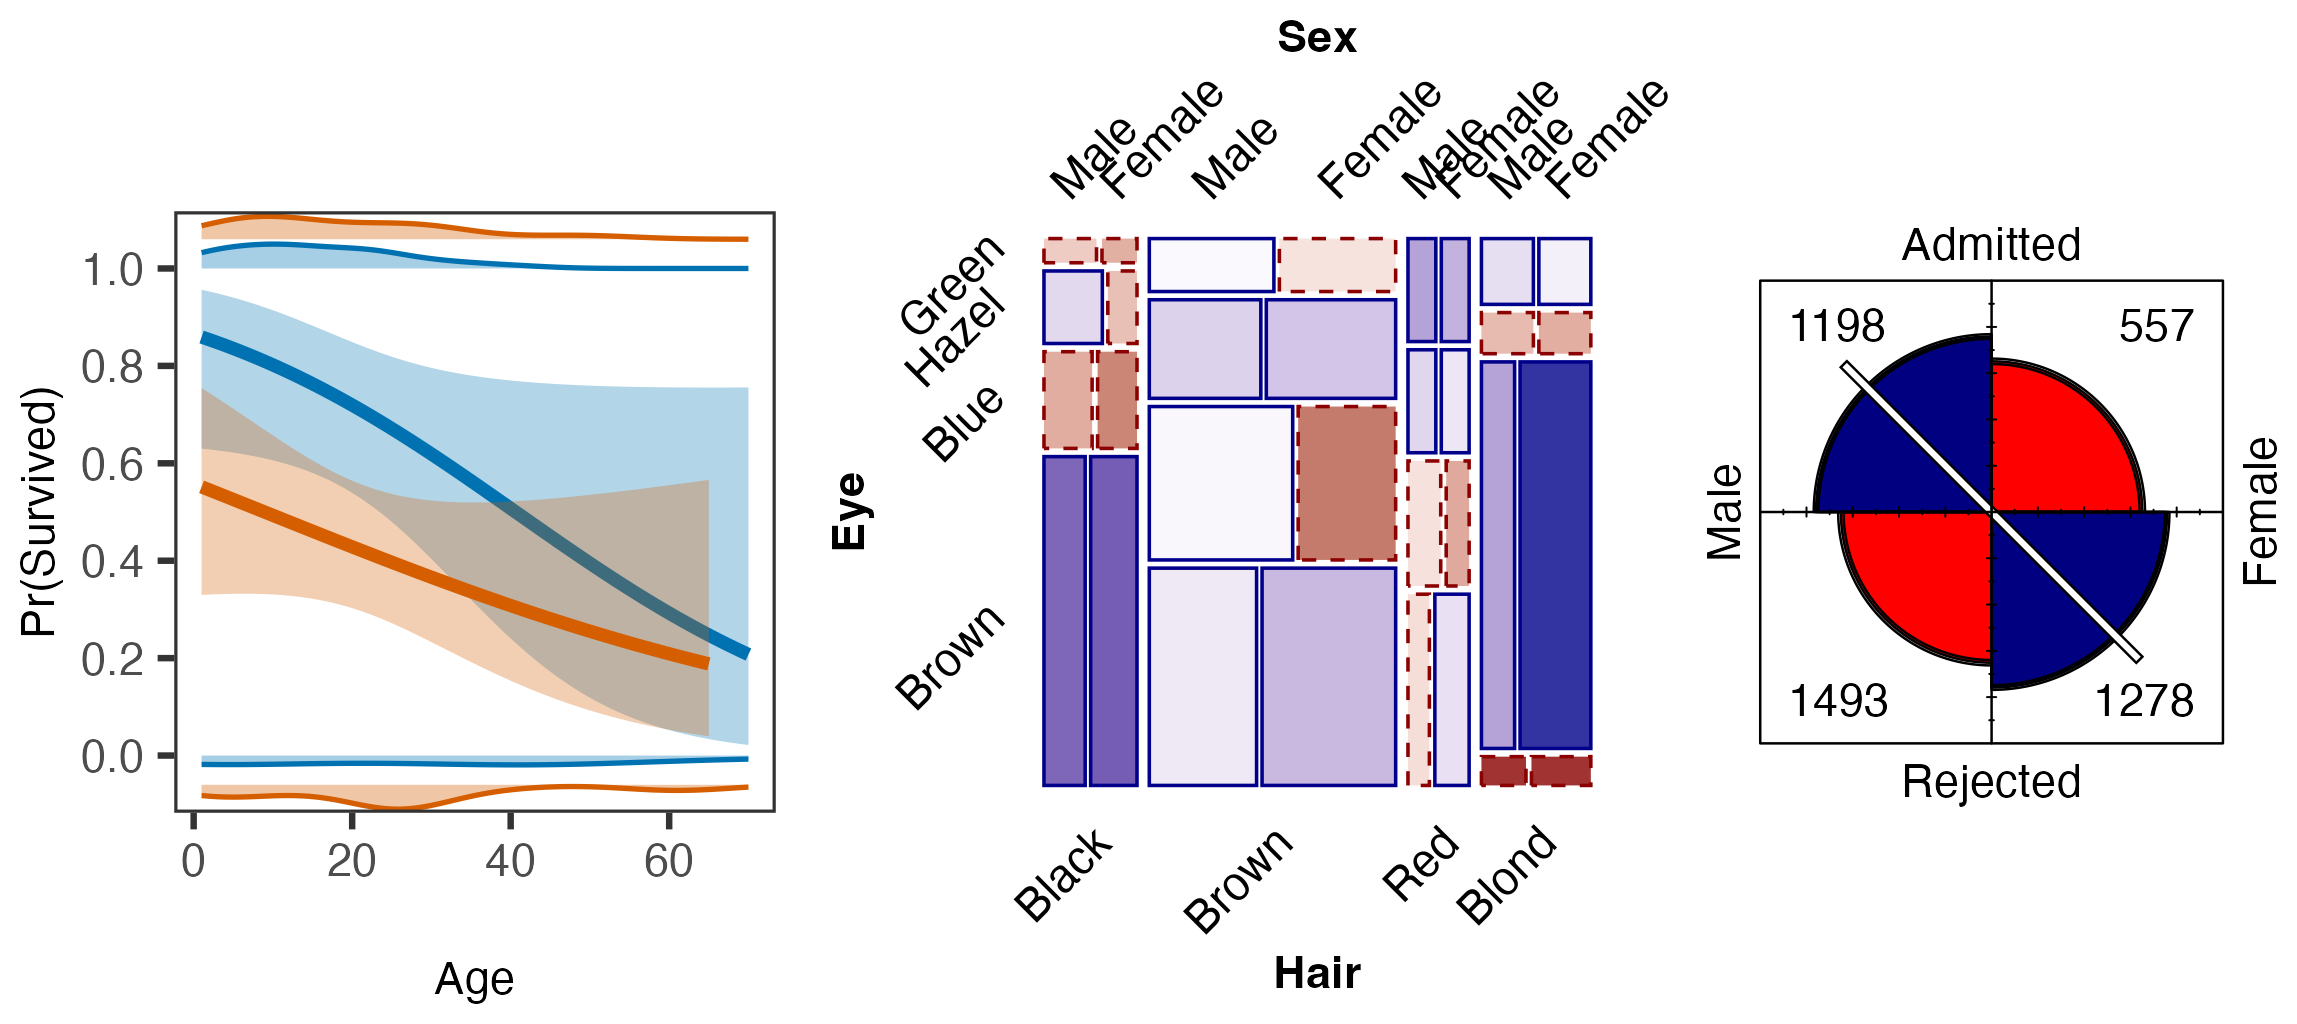 Pr(Survived)
1.0
0.8
0.6
0.4
0.2
0.0
0
20
40
60
Age
Sex
Male
Female
Male
Female
Male
Female
Male
Female
Eye
Green
Hazel
Blue
Brown
Black
Brown
Red
Blond
Hair
Admitted
1198
557
Male
Female
1493
1278
Rejected